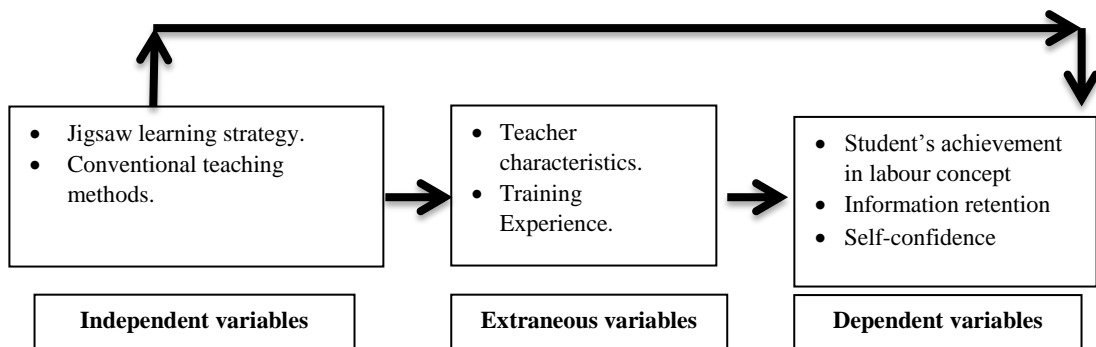 • Jigsaw learning strategy.
• Conventional teaching
methods.
• Teacher
characteristics.
• Training
Experience.
• Student’s achievement
in labour concept
• Information retention
• Self-confidence
Independent variables
Extraneous variables
Dependent variables